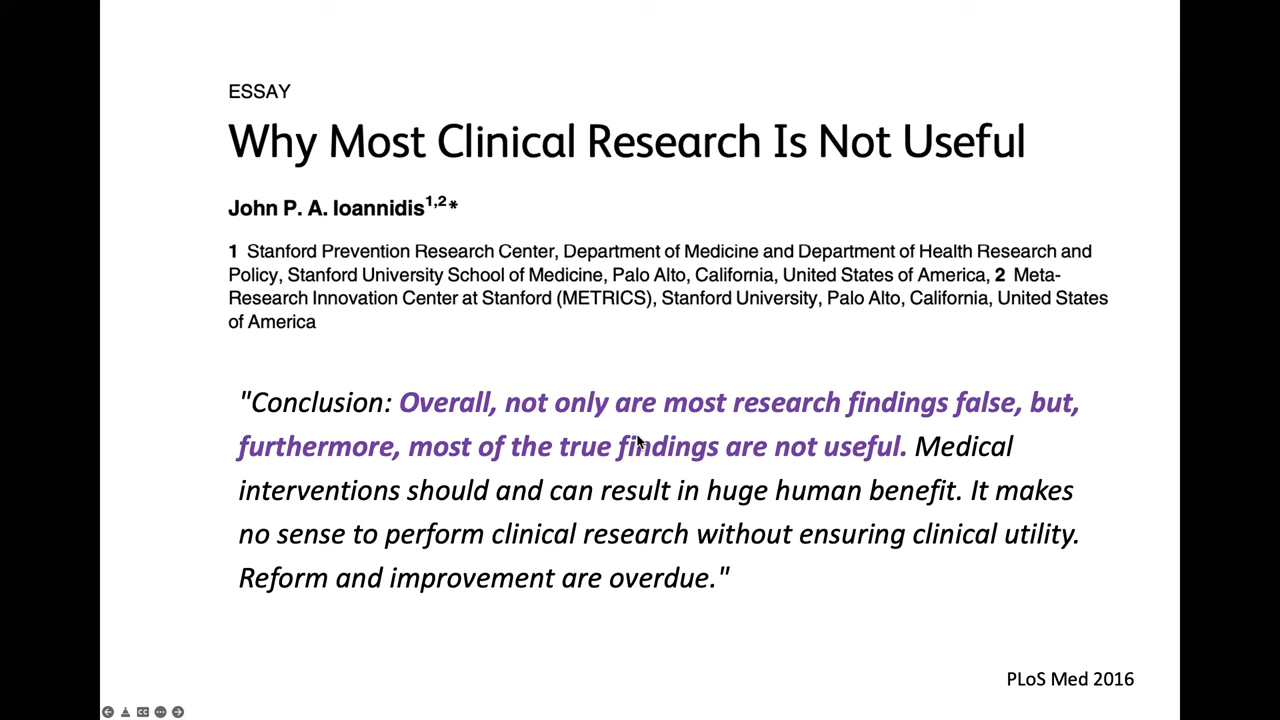 ESSAY
Why Most Clinical Research Is Not Useful
John P. A. Ioannidis1,2*
1 Stanford Prevention Research Center, Department of Medicine and Department of Health Research and
Policy, Stanford University School of Medicine, Palo Alto, California, United States of America, 2 Meta-
Research Innovation Center at Stanford (METRICS), Stanford University, Palo Alto, California, United States
of America
"Conclusion: Overall, not only are most research findings false, but,
furthermore, most of the true findings are not useful. Medical
interventions should and can result in huge human benefit. It makes
no sense to perform clinical research without ensuring clinical utility.
Reform and improvement are overdue."
PLoS Med 2016
CC